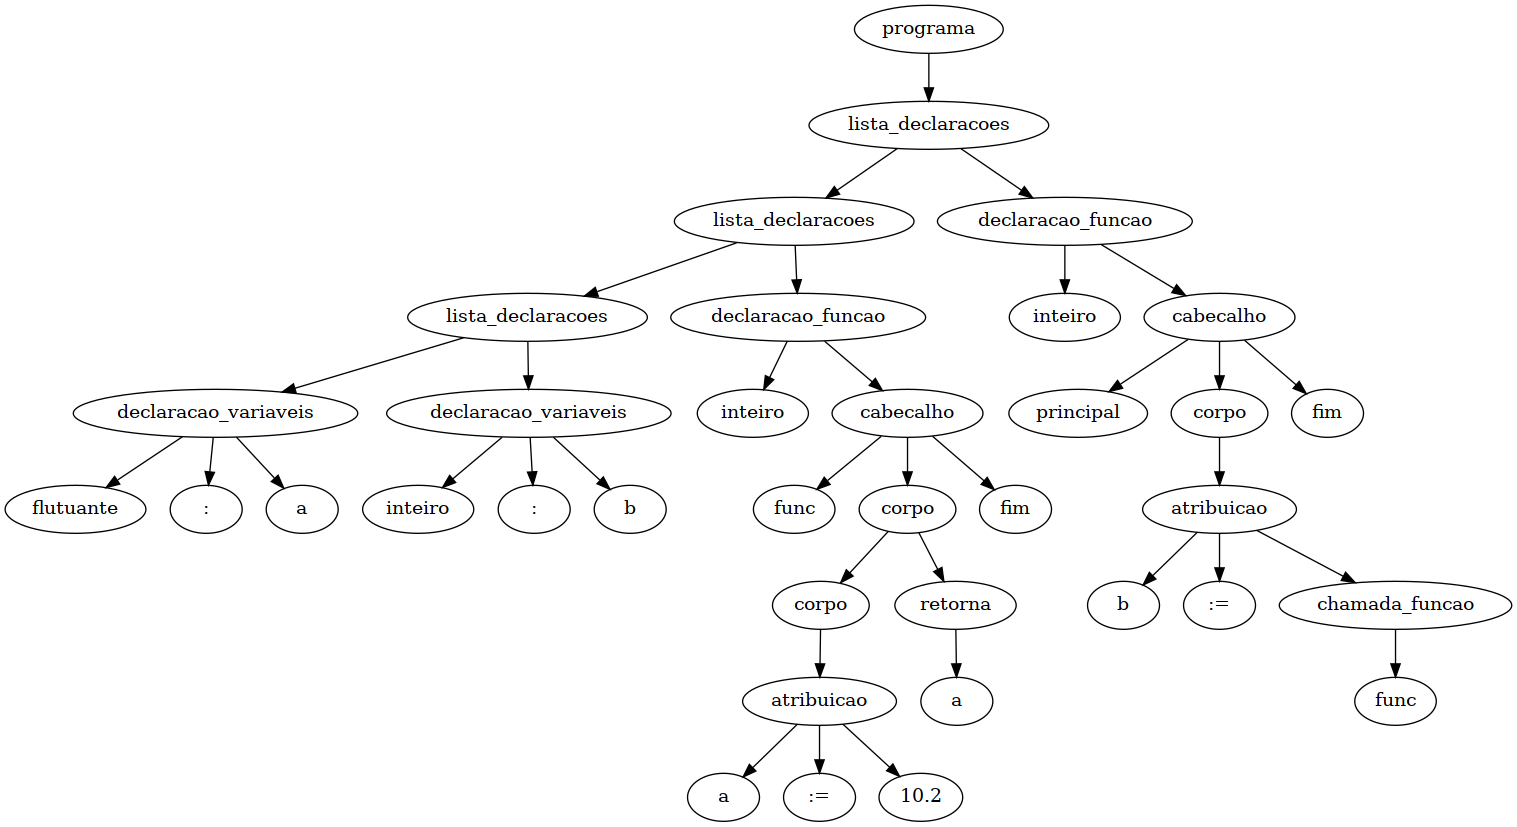 programa
lista_declaracoes
lista_declaracoes
declaracao_funcao
lista_declaracoes
declaracao_funcao
inteiro
cabecalho
declaracao_variaveis
declaracao_variaveis
inteiro
cabecalho
principal
corpo
fim
flutuante
:
a
inteiro
:
b
func
corpo
fim
atribuicao
corpo
retorna
b
:=
chamada_funcao
atribuicao
a
func
a
:=
10.2